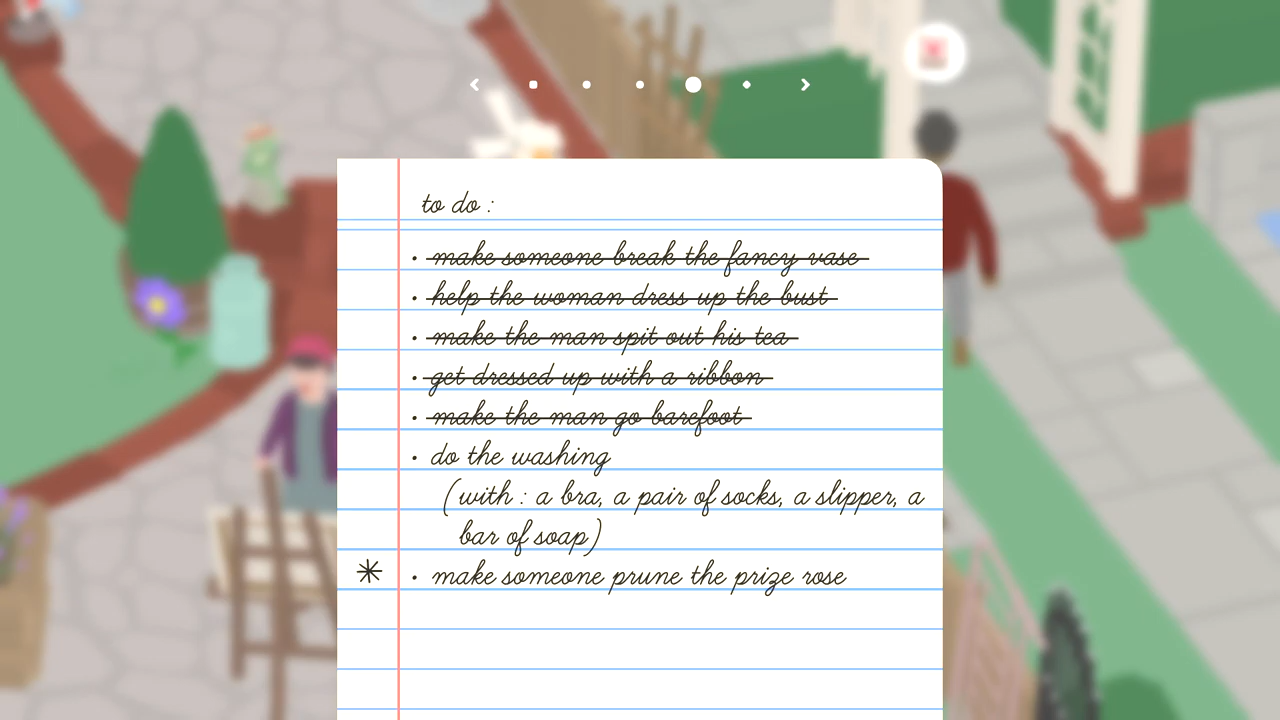 to do :
• make someone break the fancy vase
• help the woman dress up the bust
• make the man spit out his tea
• get dressed up with a ribbon
• make the man go barefoot
• do the washing
(with : a bra, a pair of socks, a slipper, a
bar of soap)
• make someone prune the prize rose